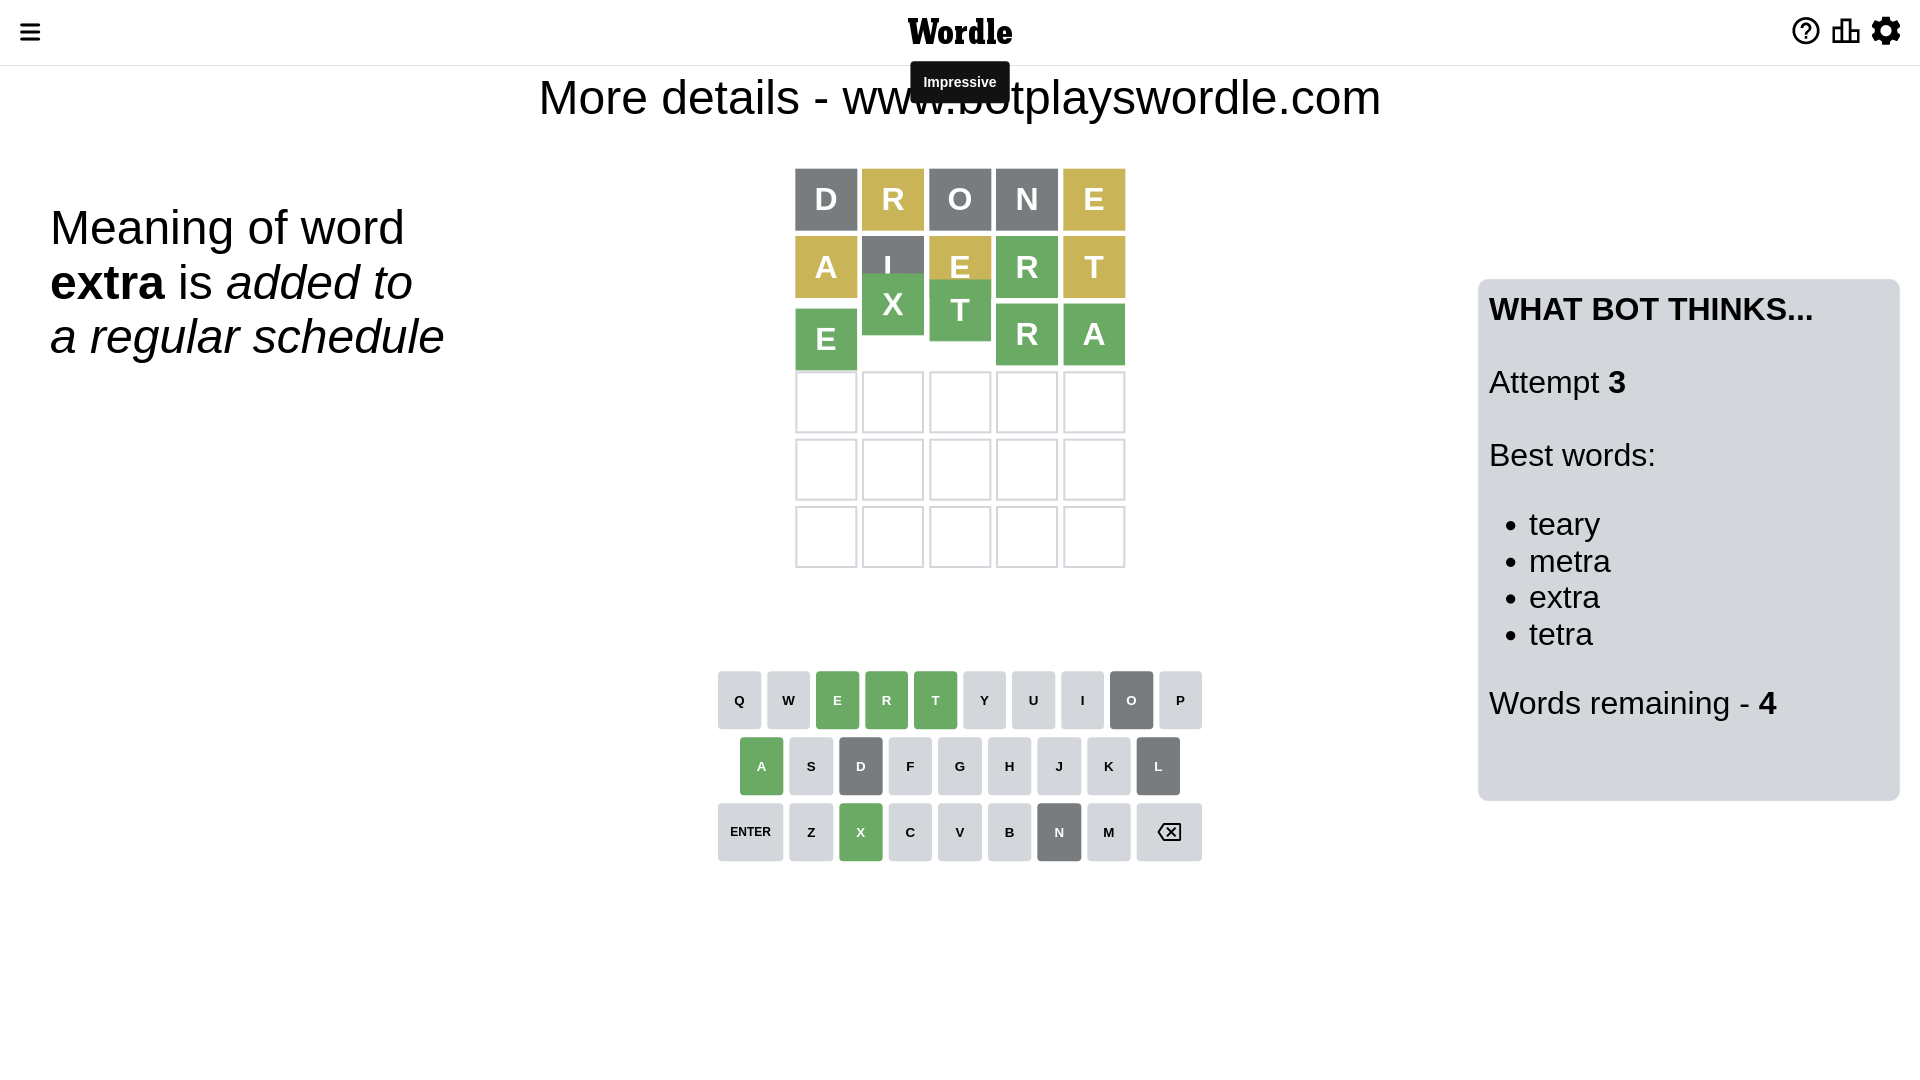 Wordle
Impressive
More details - www.botplayswordle.com
Meaning of word
extra is added to
a regular schedule
D R O N E
A L E R T
E X T R A
WHAT BOT THINKS...
Attempt 3
Best words:
• teary
• metra
• extra
• tetra
Words remaining - 4
Q W E R T Y U I O P
A S D F G H J K L
ENTER Z X C V B N M